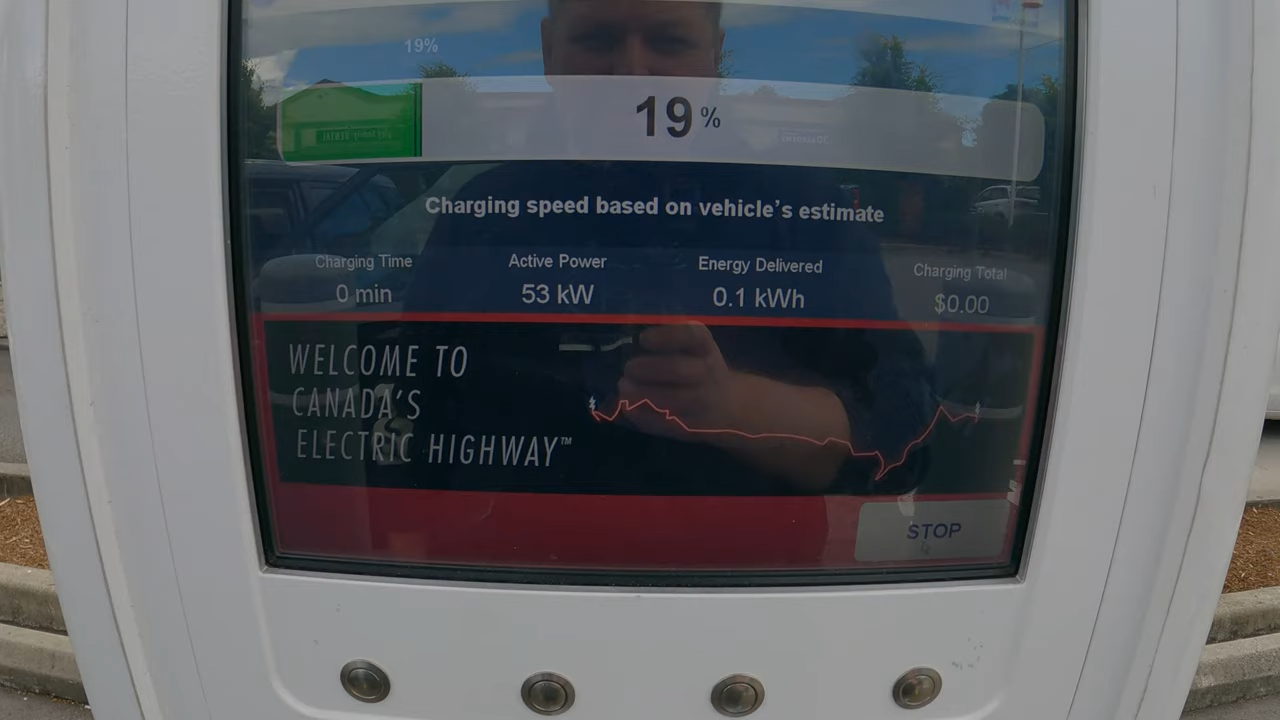 19%
19 %
Charging speed based on vehicle's estimate
Charging Time
0 min
Active Power
53 kW
Energy Delivered
0.1 kWh
Charging Total
$0.00
WELCOME TO
CANADA'S
ELECTRIC HIGHWAY™
STOP